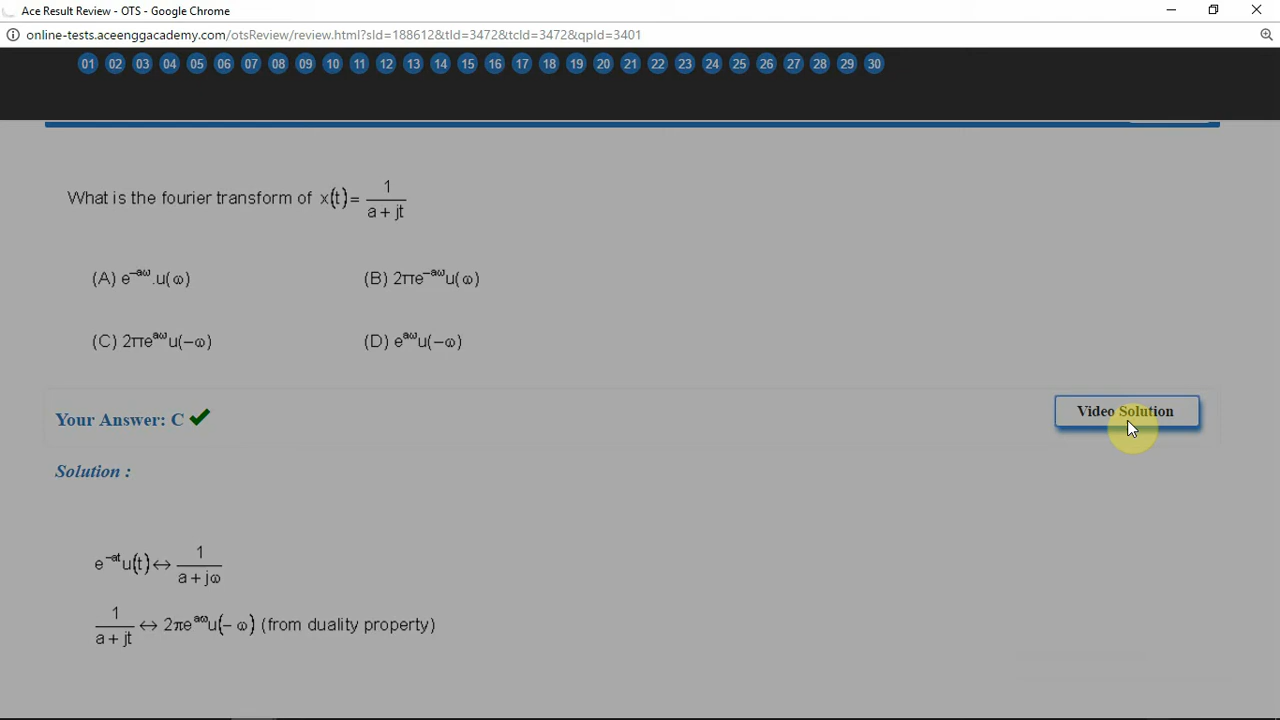 Ace Result Review - OTS - Google Chrome
online-tests.aceenggacademy.com/otsReview/review.html?sId=188612&tId=3472&tcId=3472&qpId=3401
01 02 03 04 05 06 07 08 09 10 11 12 13 14 15 16 17 18 19 20 21 22 23 24 25 26 27 28 29 30
What is the fourier transform of x(t)= 1/(a + jt)
(A) e^{-aω}.u(ω) (B) 2πe^{-aω}u(ω)
(C) 2πe^{aω}u(-ω) (D) e^{aω}u(-ω)
Your Answer: C ✔
Video Solution
Solution :
e^{-at}u(t) ↔ 1/(a + jω)
1/(a + jt) ↔ 2πe^{aω}u(- ω) (from duality property)